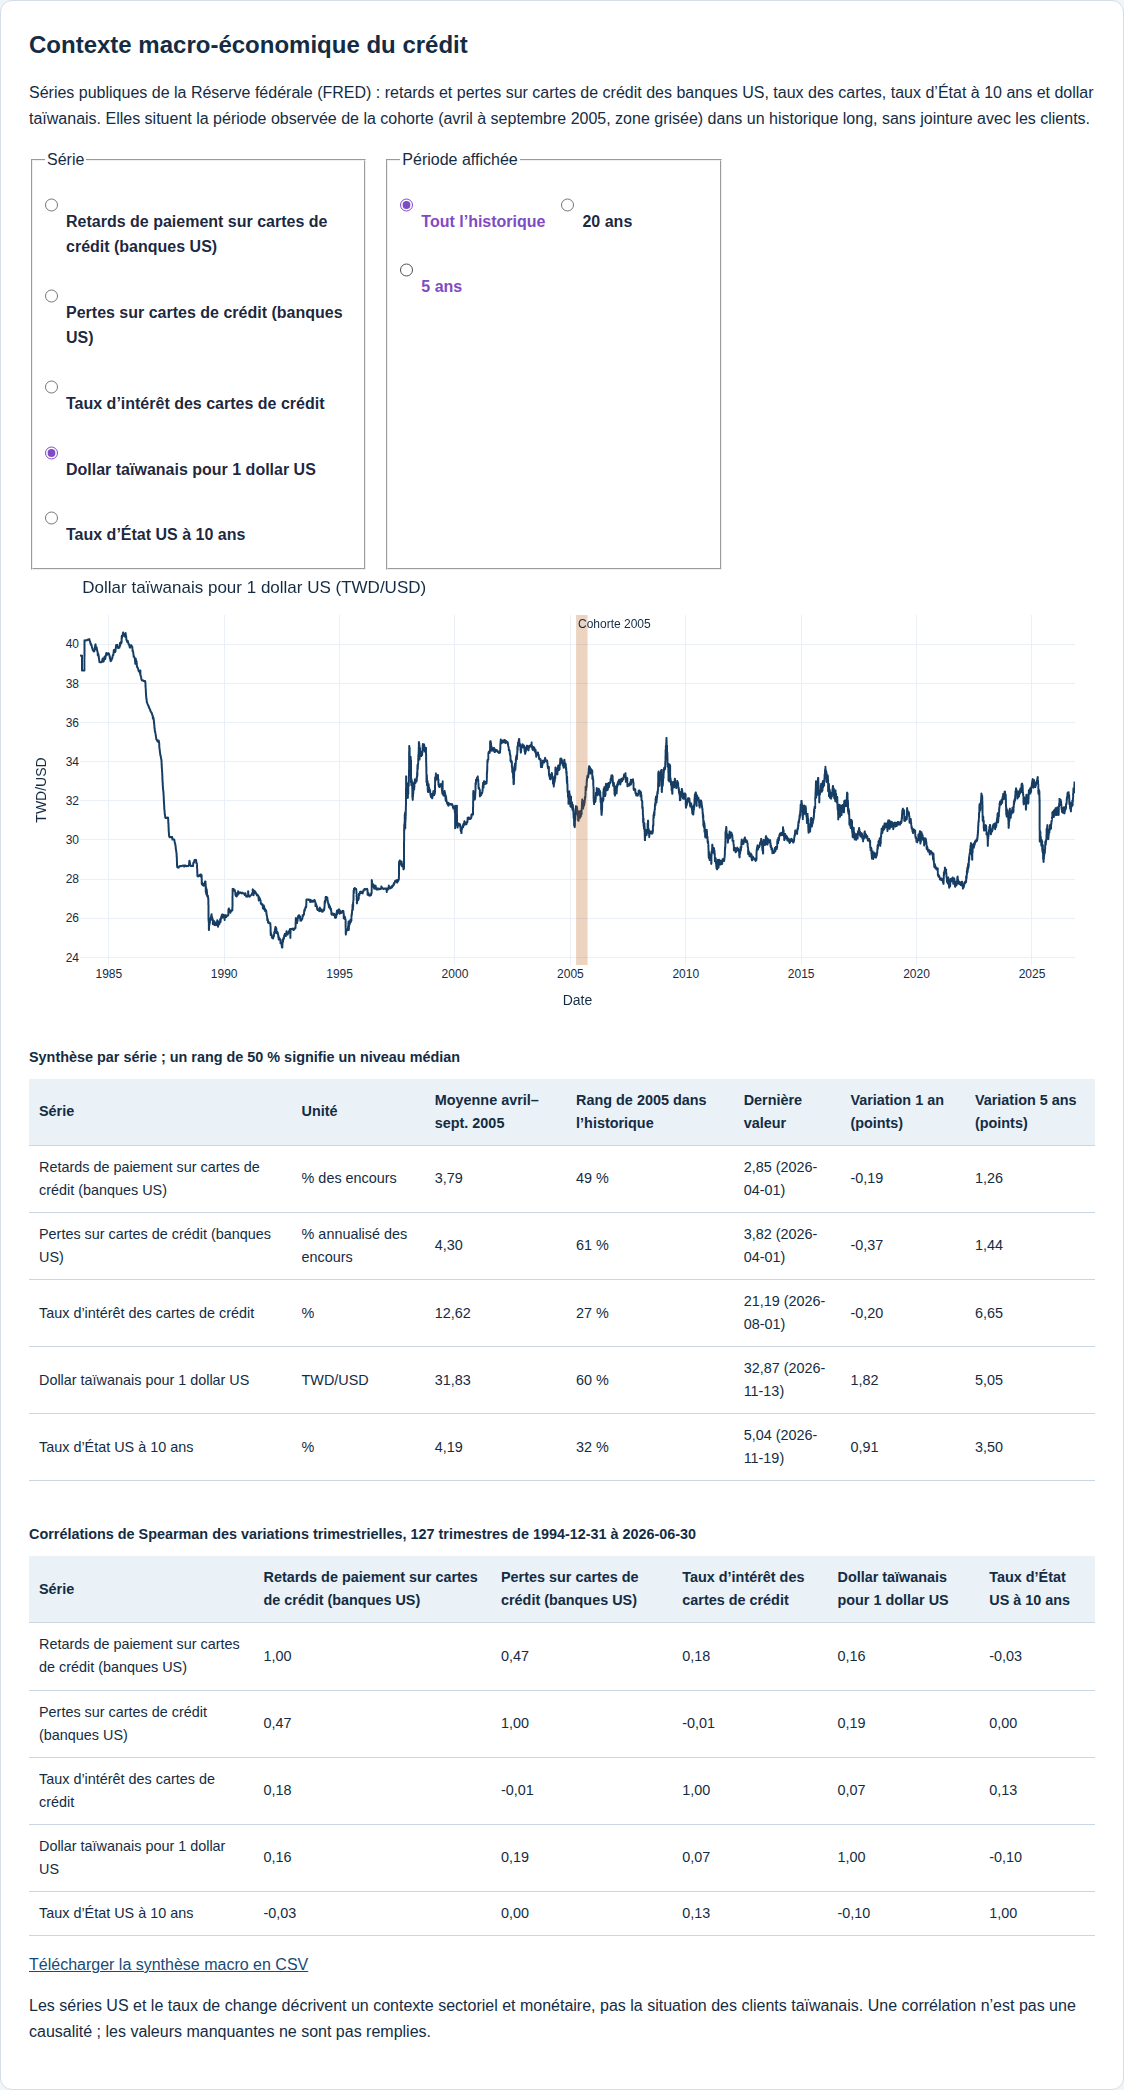 Contexte macro-économique du crédit
Séries publiques de la Réserve fédérale (FRED) : retards et pertes sur cartes de crédit des banques US, taux des cartes, taux d’État à 10 ans et dollar
taïwanais. Elles situent la période observée de la cohorte (avril à septembre 2005, zone grisée) dans un historique long, sans jointure avec les clients.
Série
Retards de paiement sur cartes de
crédit (banques US)
Pertes sur cartes de crédit (banques
US)
Taux d’intérêt des cartes de crédit
Dollar taïwanais pour 1 dollar US
Taux d’État US à 10 ans
Période affichée
Tout l’historique
20 ans
5 ans
Dollar taïwanais pour 1 dollar US (TWD/USD)
Cohorte 2005
40
38
36
34
32
30
28
26
24
TWD/USD
1985 1990 1995 2000 2005 2010 2015 2020 2025
Date
Synthèse par série ; un rang de 50 % signifie un niveau médian
Série | Unité | Moyenne avril–sept. 2005 | Rang de 2005 dans l’historique | Dernière valeur | Variation 1 an (points) | Variation 5 ans (points)
Retards de paiement sur cartes de crédit (banques US) | % des encours | 3,79 | 49 % | 2,85 (2026-04-01) | -0,19 | 1,26
Pertes sur cartes de crédit (banques US) | % annualisé des encours | 4,30 | 61 % | 3,82 (2026-04-01) | -0,37 | 1,44
Taux d’intérêt des cartes de crédit | % | 12,62 | 27 % | 21,19 (2026-08-01) | -0,20 | 6,65
Dollar taïwanais pour 1 dollar US | TWD/USD | 31,83 | 60 % | 32,87 (2026-11-13) | 1,82 | 5,05
Taux d’État US à 10 ans | % | 4,19 | 32 % | 5,04 (2026-11-19) | 0,91 | 3,50
Corrélations de Spearman des variations trimestrielles, 127 trimestres de 1994-12-31 à 2026-06-30
Série | Retards de paiement sur cartes de crédit (banques US) | Pertes sur cartes de crédit (banques US) | Taux d’intérêt des cartes de crédit | Dollar taïwanais pour 1 dollar US | Taux d’État US à 10 ans
Retards de paiement sur cartes de crédit (banques US) | 1,00 | 0,47 | 0,18 | 0,16 | -0,03
Pertes sur cartes de crédit (banques US) | 0,47 | 1,00 | -0,01 | 0,19 | 0,00
Taux d’intérêt des cartes de crédit | 0,18 | -0,01 | 1,00 | 0,07 | 0,13
Dollar taïwanais pour 1 dollar US | 0,16 | 0,19 | 0,07 | 1,00 | -0,10
Taux d’État US à 10 ans | -0,03 | 0,00 | 0,13 | -0,10 | 1,00
Télécharger la synthèse macro en CSV
Les séries US et le taux de change décrivent un contexte sectoriel et monétaire, pas la situation des clients taïwanais. Une corrélation n’est pas une
causalité ; les valeurs manquantes ne sont pas remplies.